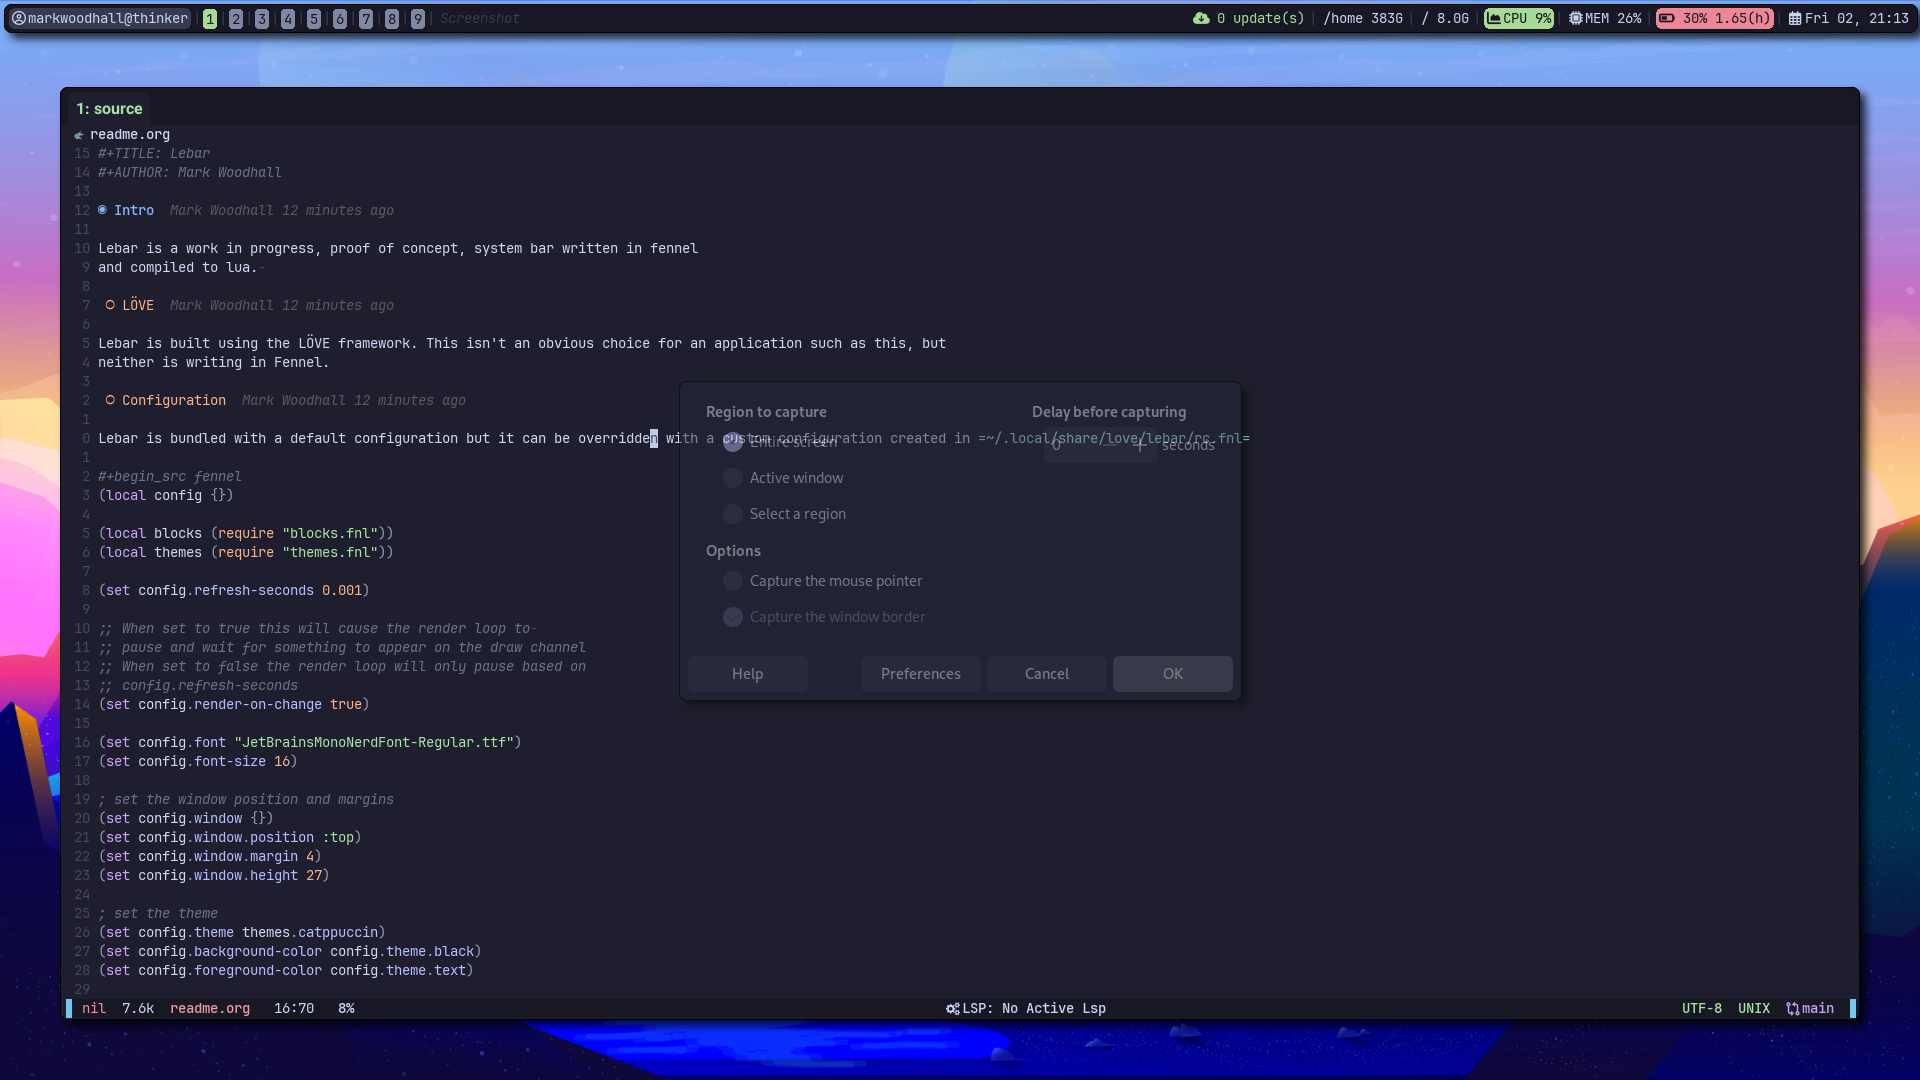 markwoodhall@thinker 1 2 3 4 5 6 7 8 9 Screenshot 0 update(s) /home 383G / 8.0G CPU 9% MEM 26% 30% 1.65(h) Fri 02, 21:13
1: source
readme.org
15 #+TITLE: Lebar
14 #+AUTHOR: Mark Woodhall
13
12 Intro Mark Woodhall 12 minutes ago
11
10 Lebar is a work in progress, proof of concept, system bar written in fennel
9 and compiled to lua.-
8
7 LÖVE Mark Woodhall 12 minutes ago
6
5 Lebar is built using the LÖVE framework. This isn't an obvious choice for an application such as this, but
4 neither is writing in Fennel.
3
2 Configuration Mark Woodhall 12 minutes ago
1
0 Lebar is bundled with a default configuration but it can be overridden with a custom configuration created in =~/.local/share/love/lebar/rc.fnl=
1
2 #+begin_src fennel
3 (local config {})
4
5 (local blocks (require "blocks.fnl"))
6 (local themes (require "themes.fnl"))
7
8 (set config.refresh-seconds 0.001)
9
10 ;; When set to true this will cause the render loop to-
11 ;; pause and wait for something to appear on the draw channel
12 ;; When set to false the render loop will only pause based on
13 ;; config.refresh-seconds
14 (set config.render-on-change true)
15
16 (set config.font "JetBrainsMonoNerdFont-Regular.ttf")
17 (set config.font-size 16)
18
19 ; set the window position and margins
20 (set config.window {})
21 (set config.window.position :top)
22 (set config.window.margin 4)
23 (set config.window.height 27)
24
25 ; set the theme
26 (set config.theme themes.catppuccin)
27 (set config.background-color config.theme.black)
28 (set config.foreground-color config.theme.text)
29
Region to capture
Entire screen
Active window
Select a region
Delay before capturing
0 — + seconds
Options
Capture the mouse pointer
Capture the window border
Help Preferences Cancel OK
nil 7.6k readme.org 16:70 8% LSP: No Active Lsp UTF-8 UNIX main